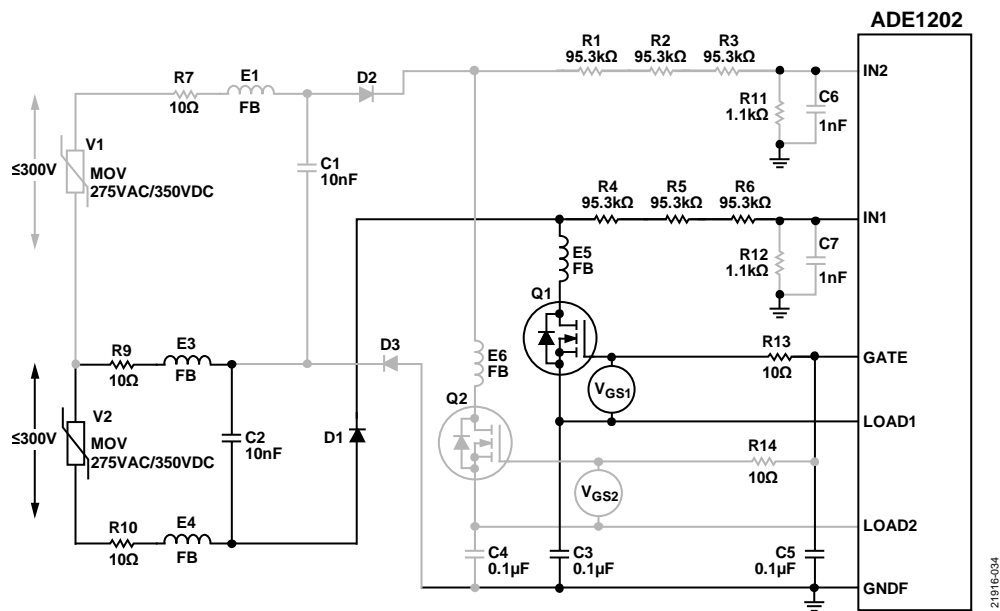 ADE1202
R1
95.3kΩ
R2
95.3kΩ
R3
95.3kΩ
IN2
R7
10Ω
E1
FB
D2
R11
1.1kΩ
C6
1nF
≤300V
V1
MOV
275VAC/350VDC
C1
10nF
R4
95.3kΩ
R5
95.3kΩ
R6
95.3kΩ
IN1
E5
FB
R12
1.1kΩ
C7
1nF
Q1
R9
10Ω
E3
FB
D3
E6
FB
R13
10Ω
GATE
VGS1
Q2
≤300V
V2
MOV
275VAC/350VDC
C2
10nF
D1
LOAD1
R14
10Ω
VGS2
R10
10Ω
E4
FB
LOAD2
C4
0.1µF
C3
0.1µF
C5
0.1µF
GNDF
21916-034